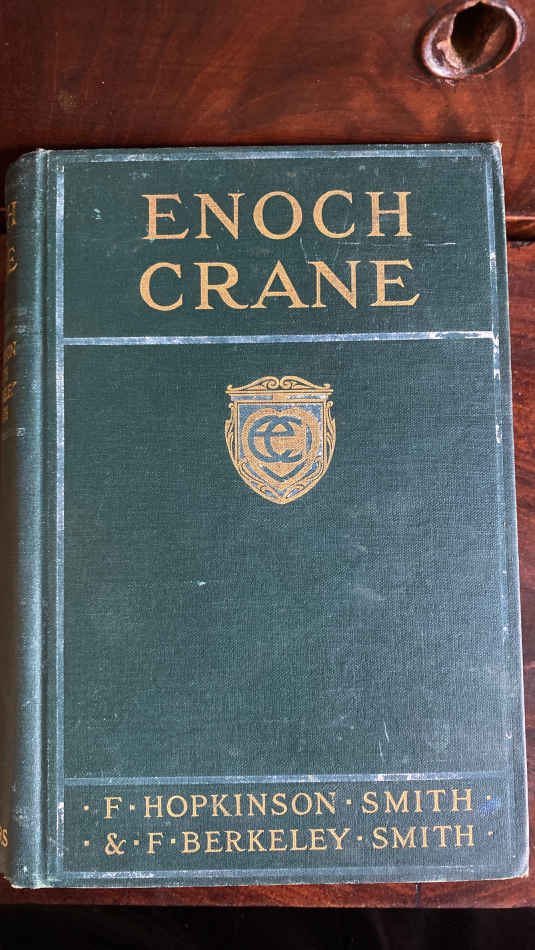 ENOCH
CRANE
· F · HOPKINSON · SMITH ·
· & · F · BERKELEY · SMITH ·